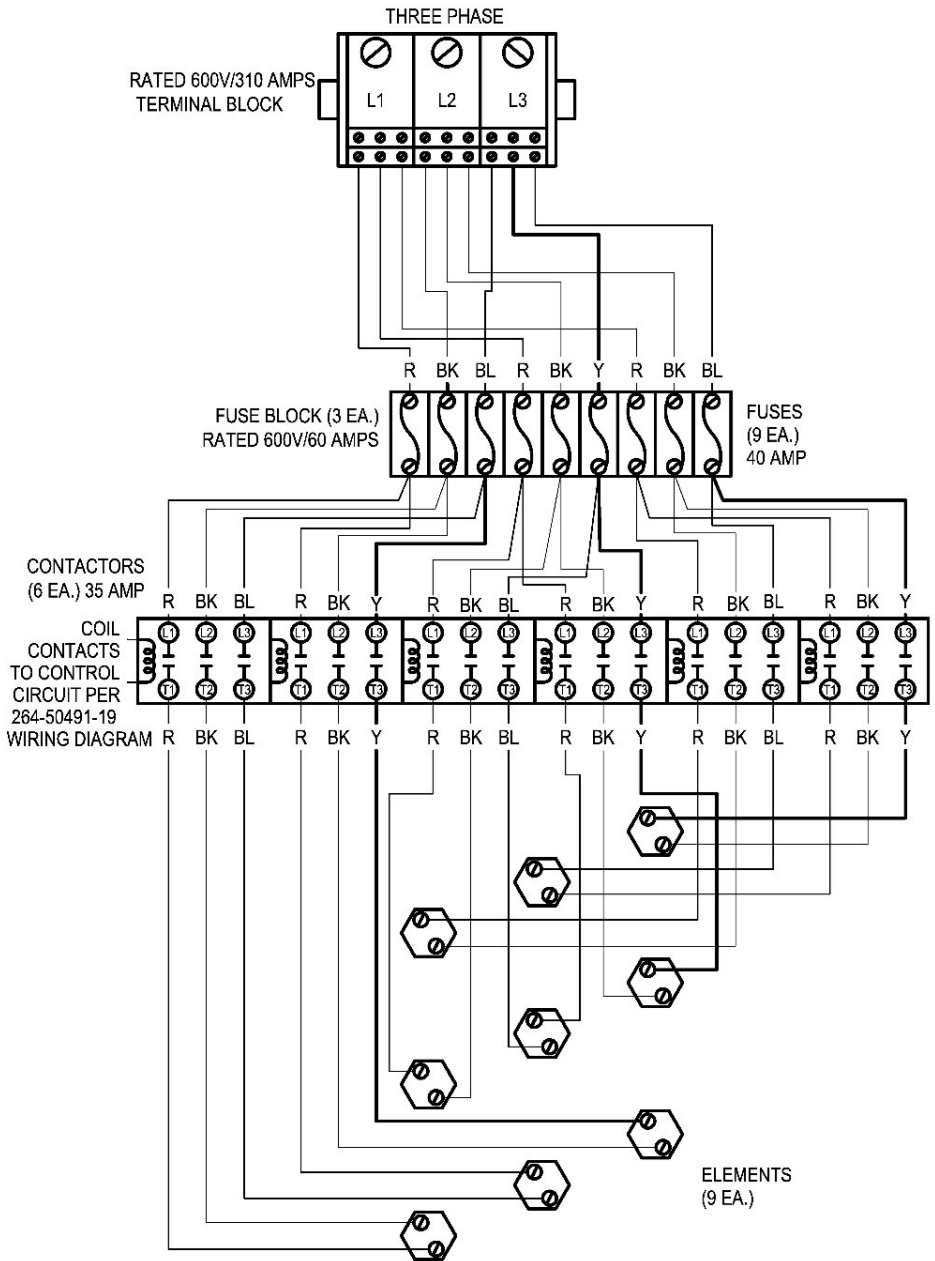 THREE PHASE
RATED 600V/310 AMPS
TERMINAL BLOCK
L1 L2 L3
R BK BL R BK Y R BK BL
FUSE BLOCK (3 EA.)
RATED 600V/60 AMPS
FUSES
(9 EA.)
40 AMP
CONTACTORS
(6 EA.) 35 AMP
R BK BL R BK Y R BK BL R BK Y R BK BL R BK Y
COIL
CONTACTS
TO CONTROL
CIRCUIT PER
264-50491-19
WIRING DIAGRAM
L1 L2 L3 L1 L2 L3 L1 L2 L3 L1 L2 L3 L1 L2 L3 L1 L2 L3
T1 T2 T3 T1 T2 T3 T1 T2 T3 T1 T2 T3 T1 T2 T3 T1 T2 T3
R BK BL R BK Y R BK BL R BK Y R BK BL R BK Y
ELEMENTS
(9 EA.)